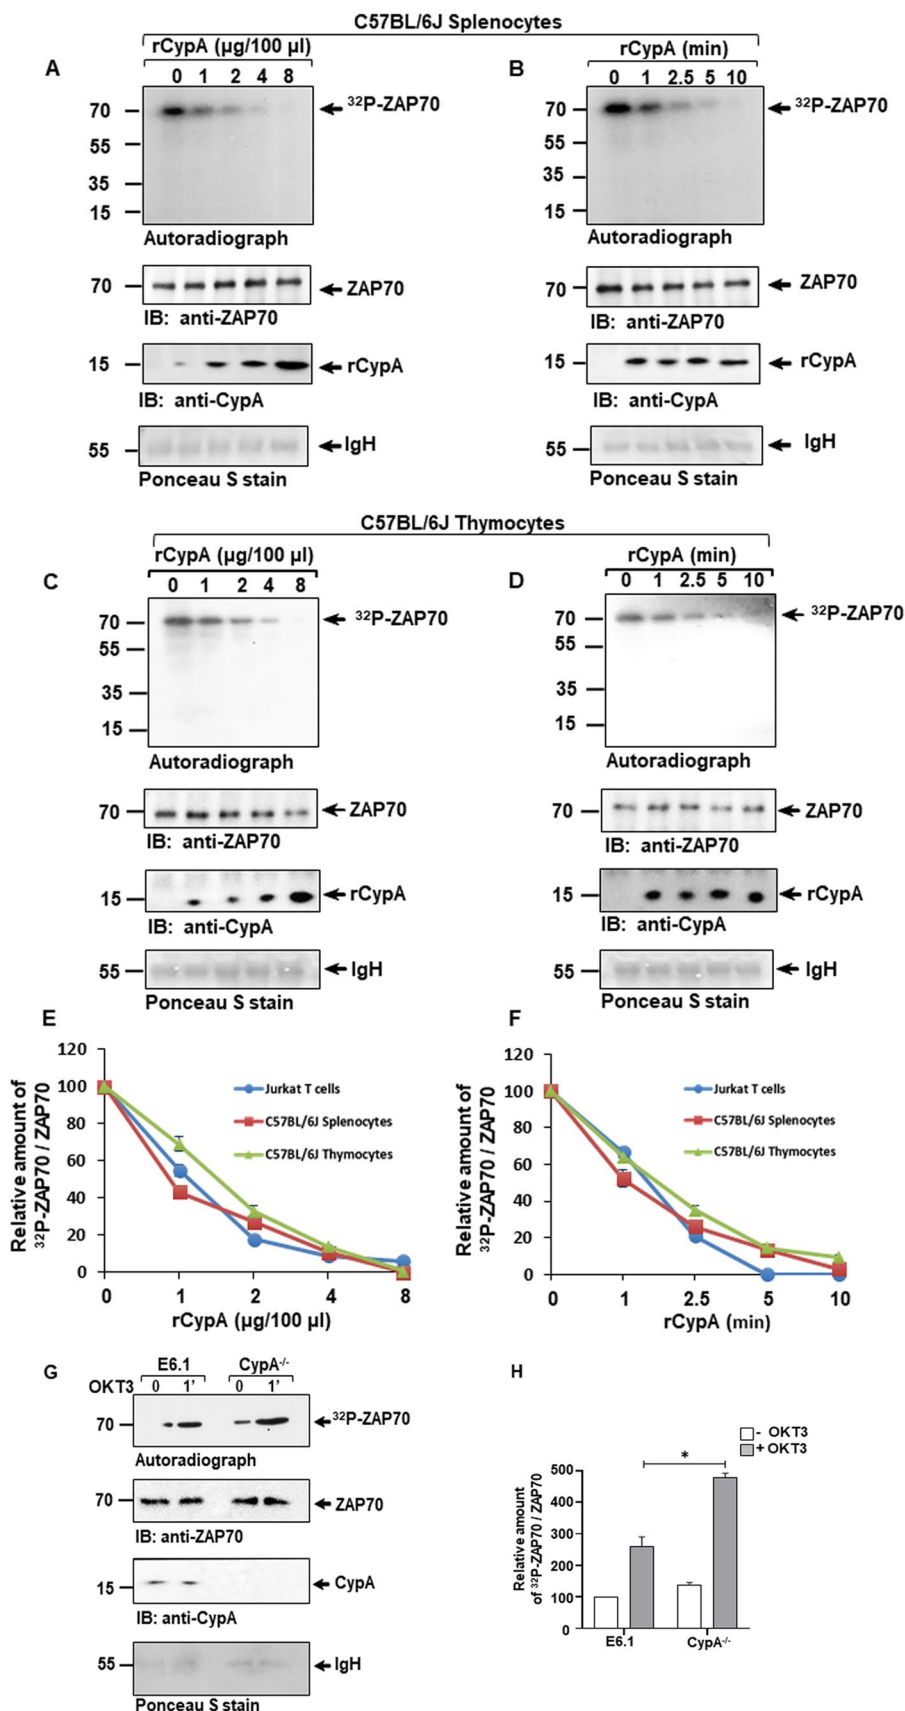 C57BL/6J Splenocytes
A
rCypA (µg/100 µl)
0 1 2 4 8
70
55
35
15
32P-ZAP70
Autoradiograph
70
ZAP70
IB: anti-ZAP70
15
rCypA
IB: anti-CypA
55
IgH
Ponceau S stain
B
rCypA (min)
0 1 2.5 5 10
70
55
35
15
32P-ZAP70
Autoradiograph
70
ZAP70
IB: anti-ZAP70
15
rCypA
IB: anti-CypA
55
IgH
Ponceau S stain
C57BL/6J Thymocytes
C
rCypA (µg/100 µl)
0 1 2 4 8
70
55
35
15
32P-ZAP70
Autoradiograph
70
ZAP70
IB: anti-ZAP70
15
rCypA
IB: anti-CypA
55
IgH
Ponceau S stain
D
rCypA (min)
0 1 2.5 5 10
70
55
35
15
32P-ZAP70
Autoradiograph
70
ZAP70
IB: anti-ZAP70
15
rCypA
IB: anti-CypA
55
IgH
Ponceau S stain
E
Relative amount of
32P-ZAP70 / ZAP70
120
100
80
60
40
20
0
Jurkat T cells
C57BL/6J Splenocytes
C57BL/6J Thymocytes
0 1 2 4 8
rCypA (µg/100 µl)
F
Relative amount of
32P-ZAP70 / ZAP70
120
100
80
60
40
20
0
Jurkat T cells
C57BL/6J Splenocytes
C57BL/6J Thymocytes
0 1 2.5 5 10
rCypA (min)
G
E6.1 CypA-/-
OKT3 0 1' 0 1'
70
32P-ZAP70
Autoradiograph
70
ZAP70
IB: anti-ZAP70
15
CypA
IB: anti-CypA
55
IgH
Ponceau S stain
H
- OKT3
+ OKT3
*
Relative amount
of 32P-ZAP70 / ZAP70
500
400
300
200
100
0
E6.1 CypA-/-